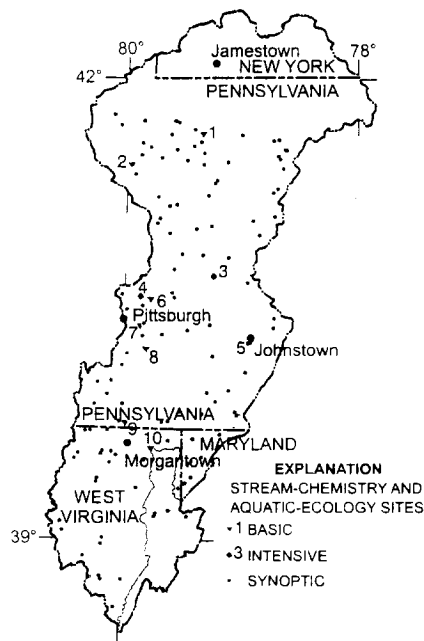 80° 78°
Jamestown
NEW YORK
42°
PENNSYLVANIA
1
2
3
4
6
Pittsburgh
7
5
Johnstown
8
PENNSYLVANIA
9
10
MARYLAND
Morgantown
EXPLANATION
STREAM-CHEMISTRY AND
AQUATIC-ECOLOGY SITES
WEST
VIRGINIA
1 BASIC
39°
3 INTENSIVE
SYNOPTIC